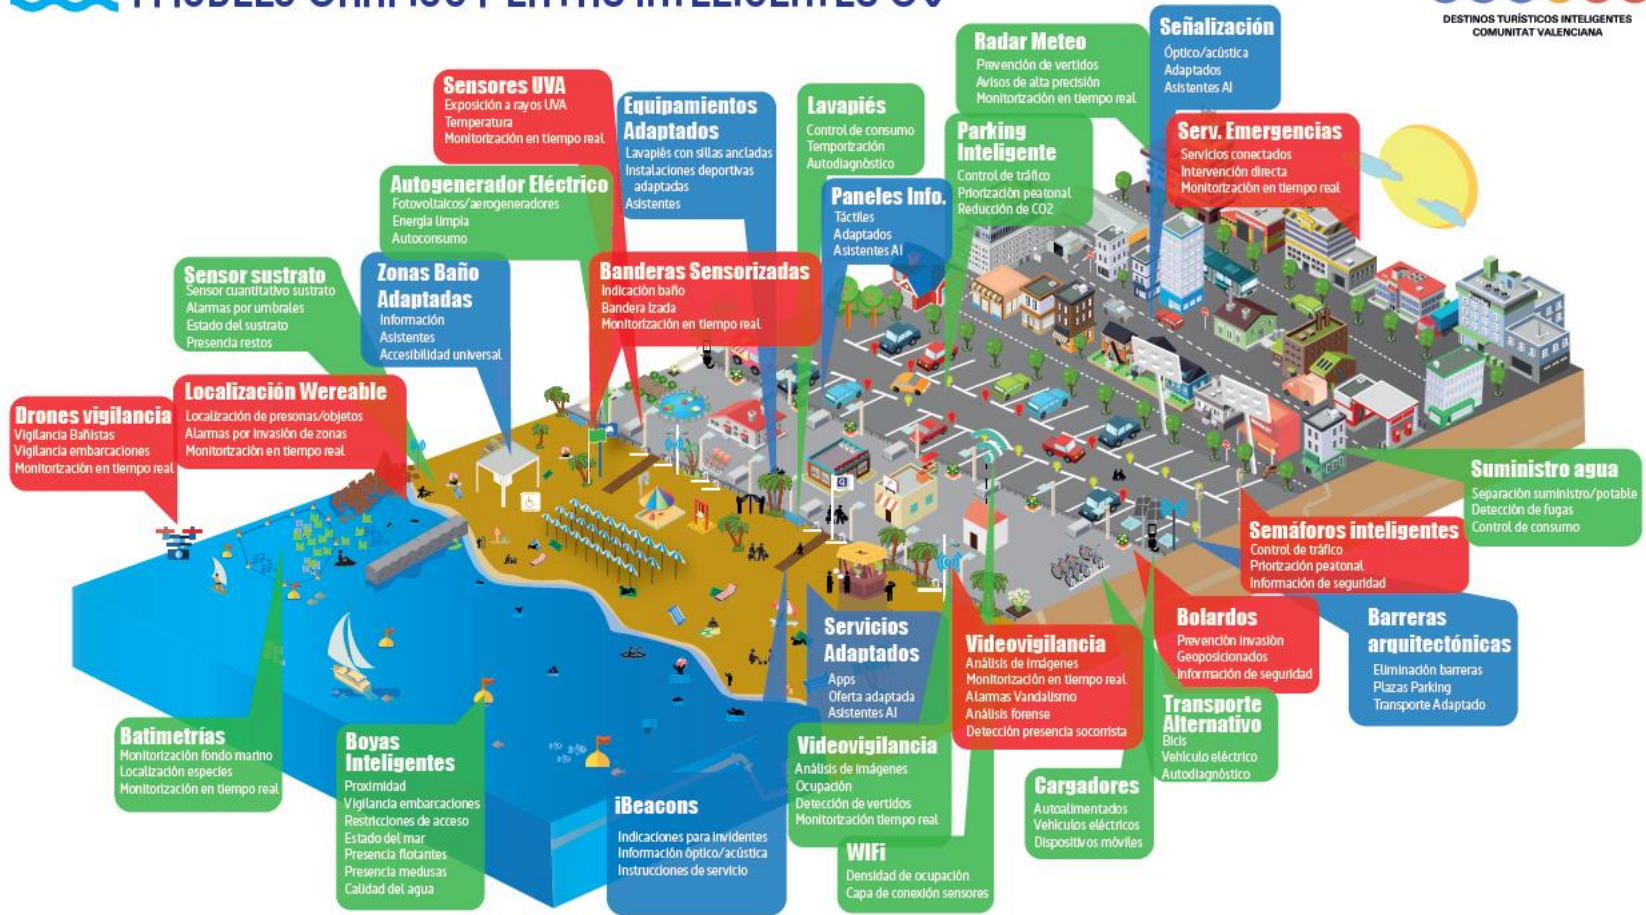 DESTINOS TURÍSTICOS INTELIGENTES
COMUNITAT VALENCIANA
Señalización
Óptico/acústica
Adaptados
Asistentes AI
Radar Meteo
Prevención de vertidos
Avisos de alta precisión
Monitorización en tiempo real
Sensores UVA
Exposición a rayos UVA
Temperatura
Monitorización en tiempo real
Equipamientos
Adaptados
Lavapiés con sillas ancladas
Instalaciones deportivas
adaptadas
Asistentes
Lavapiés
Control de consumo
Temporización
Autodiagnóstico
Parking
Inteligente
Control de tráfico
Priorización peatonal
Reducción de CO2
Serv. Emergencias
Servicios conectados
Intervención directa
Monitorización en tiempo real
Autogenerador Eléctrico
Fotovoltaicos/aerogeneradores
Energia limpia
Autoconsumo
Paneles Info.
Táctiles
Adaptados
Asistentes AI
Sensor sustrato
Sensor cuantitativo sustrato
Alarmas por umbrales
Estado del sustrato
Presencia restos
Zonas Baño
Adaptadas
Información
Asistentes
Accesibilidad universal
Banderas Sensorizadas
Indicación baño
Bandera Izada
Monitorización en tiempo real
Drones vigilancia
Vigilancia Bañistas
Vigilancia embarcaciones
Monitorización en tiempo real
Localización Wereable
Localización de presonas/objetos
Alarmas por invasión de zonas
Monitorización en tiempo real
Suministro agua
Separación suministro/potable
Detección de fugas
Control de consumo
Semáforos inteligentes
Control de tráfico
Priorización peatonal
Información de seguridad
Servicios
Adaptados
Apps
Oferta adaptada
Asistentes AI
Videovigilancia
Análisis de imágenes
Monitorización en tiempo real
Alarmas Vandalismo
Análisis forense
Detección presencia socorrista
Bolardos
Prevención invasión
Geoposicionados
Información de seguridad
Barreras
arquitectónicas
Eliminación barreras
Plazas Parking
Transporte Adaptado
Transporte
Alternativo
Bicis
Vehiculo eléctrico
Autodiagnóstico
Batimetrías
Monitorización fondo marino
Localización especies
Monitorización en tiempo real
Boyas
Inteligentes
Proximidad
Vigilancia embarcaciones
Restricciones de acceso
Estado del mar
Presencia flotantes
Presencia medusas
Calidad del agua
iBeacons
Indicaciones para invidentes
Información óptico/acústica
Instrucciones de servicio
Videovigilancia
Análisis de imágenes
Ocupación
Detección de vertidos
Monitorización tiempo real
Cargadores
Autoalimentados
Vehiculos eléctricos
Dispositivos móviles
WIFi
Densidad de ocupación
Capa de conexión sensores